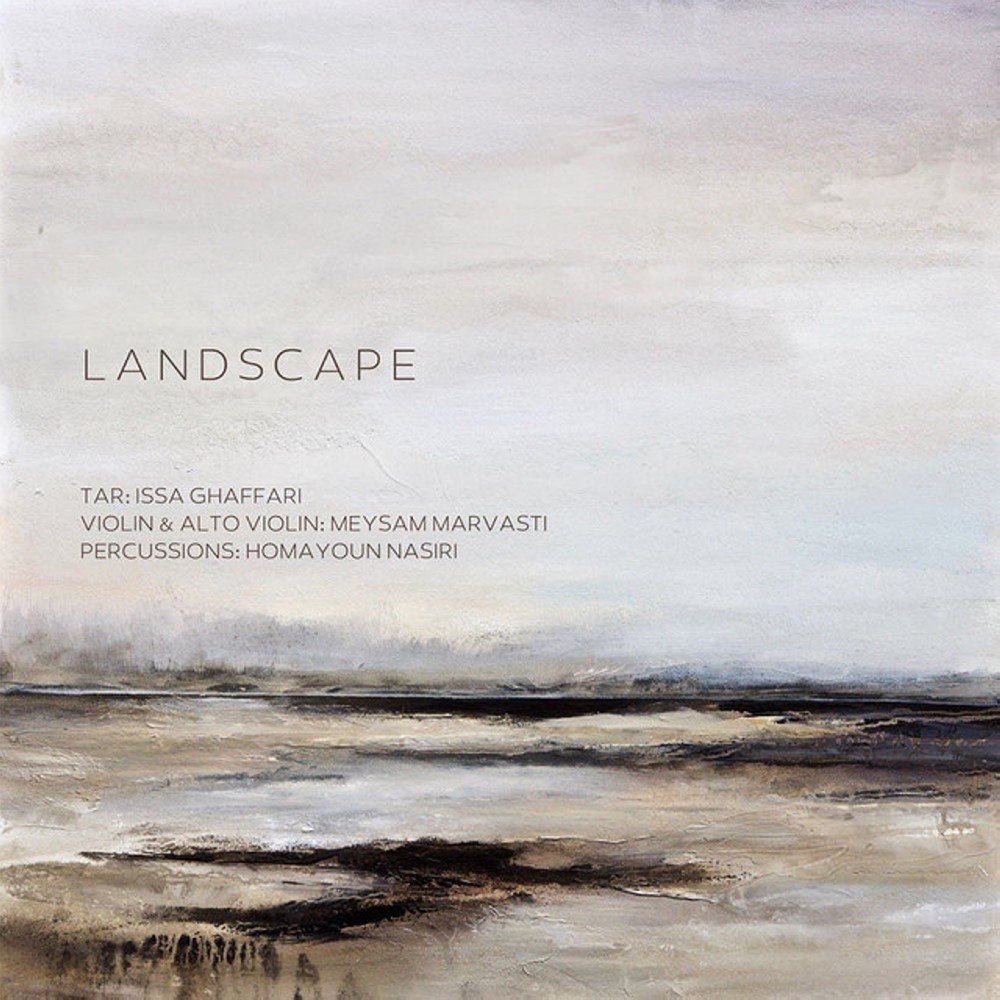 LANDSCAPE
TAR: ISSA GHAFFARI
VIOLIN & ALTO VIOLIN: MEYSAM MARVASTI
PERCUSSIONS: HOMAYOUN NASIRI